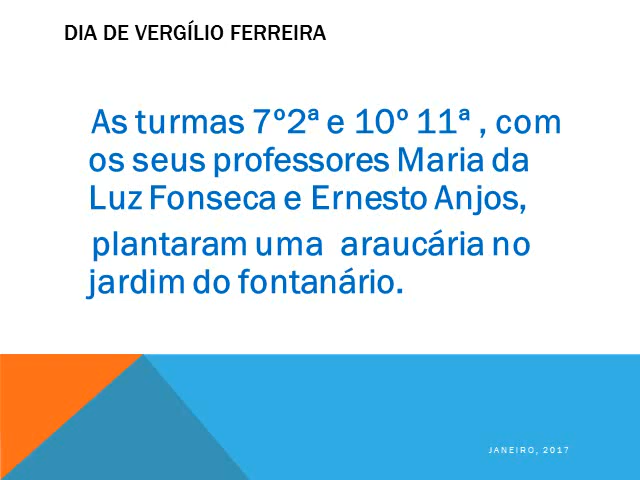 DIA DE VERGÍLIO FERREIRA
As turmas 7º2ª e 10º 11ª , com
os seus professores Maria da
Luz Fonseca e Ernesto Anjos,
plantaram uma araucária no
jardim do fontanário.
JANEIRO, 2017